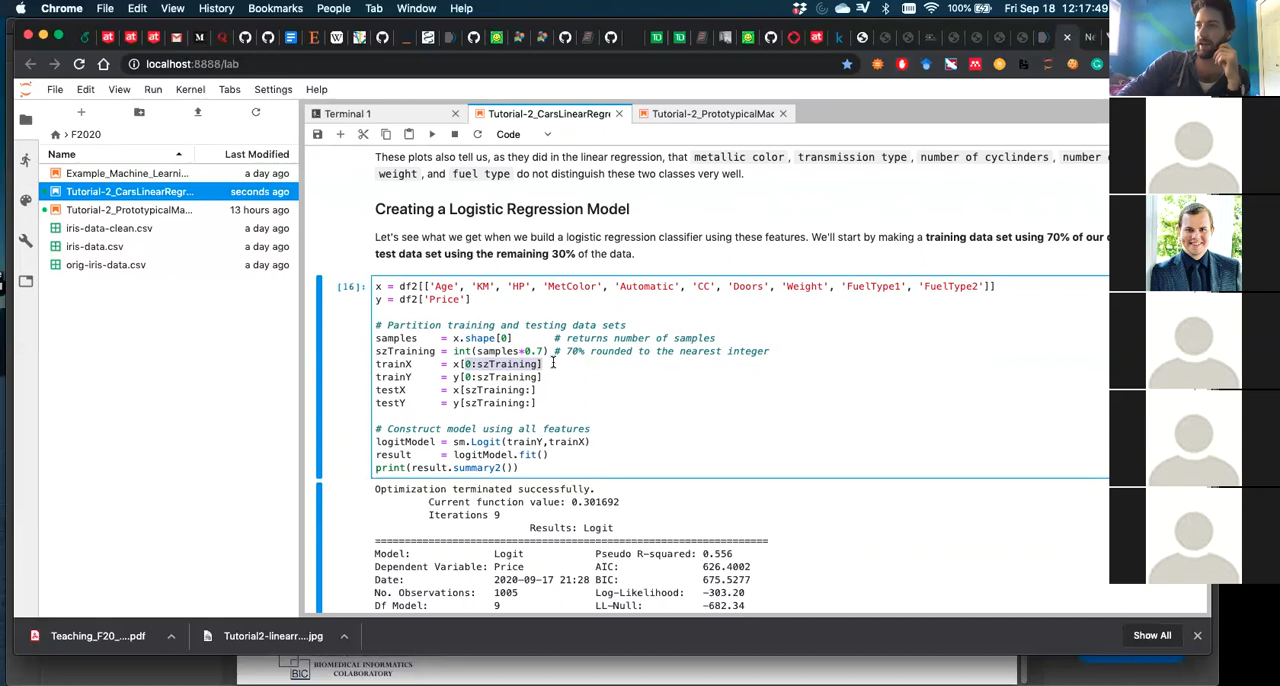 Chrome File Edit View History Bookmarks People Tab Window Help 100% Fri Sep 18 12:17:49
localhost:8888/lab
File Edit View Run Kernel Tabs Settings Help
F2020
Name Last Modified
Example_Machine_Learni... a day ago
Tutorial-2_CarsLinearRegr... seconds ago
Tutorial-2_PrototypicalMa... 13 hours ago
iris-data-clean.csv a day ago
iris-data.csv a day ago
orig-iris-data.csv a day ago
Terminal 1 Tutorial-2_CarsLinearRegre Tutorial-2_PrototypicalMac
Code
These plots also tell us, as they did in the linear regression, that metallic color, transmission type, number of cylinders, number
weight, and fuel type do not distinguish these two classes very well.
Creating a Logistic Regression Model
Let's see what we get wnen we build a logistic regression classifier using these features. We'll start by making a training data set using 70% of our
test data set using the remaining 30% of the data.
[16]: x = df2[['Age', 'KM', 'HP', 'MetColor', 'Automatic', 'CC', 'Doors', 'Weight', 'FuelType1', 'FuelType2']]
y = df2['Price']
# Partition training and testing data sets
samples = x.shape[0] # returns number of samples
szTraining = int(samples*0.7) # 70% rounded to the nearest integer
trainX = x[0:szTraining]
trainY = y[0:szTraining]
testX = x[szTraining:]
testY = y[szTraining:]
# Construct model using all features
logitModel = sm.Logit(trainY,trainX)
result = logitModel.fit()
print(result.summary2())
Optimization terminated successfully.
Current function value: 0.301692
Iterations 9
Results: Logit
=================================================================
Model: Logit Pseudo R-squared: 0.556
Dependent Variable: Price AIC: 626.4002
Date: 2020-09-17 21:28 BIC: 675.5277
No. Observations: 1005 Log-Likelihood: -303.20
Df Model: 9 LL-Null: -682.34
Teaching_F20_....pdf Tutorial2-linearr....jpg Show All
BIOMEDICAL INFORMATICS
BIC COLABORATORY